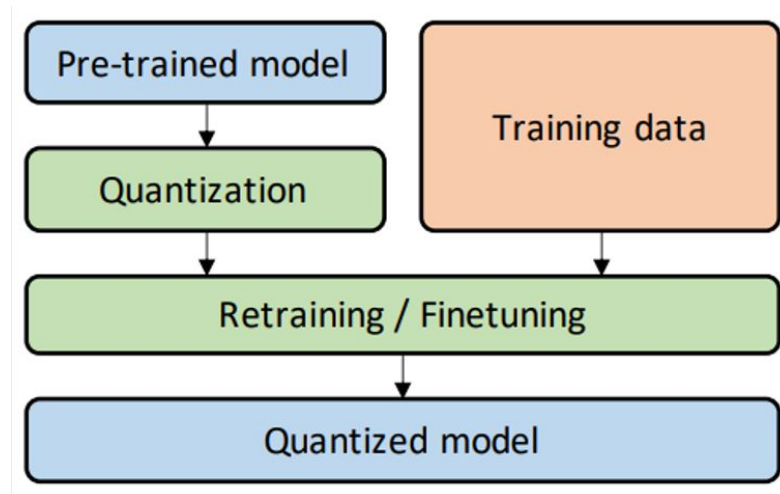 Pre-trained model
Training data
Quantization
Retraining / Finetuning
Quantized model